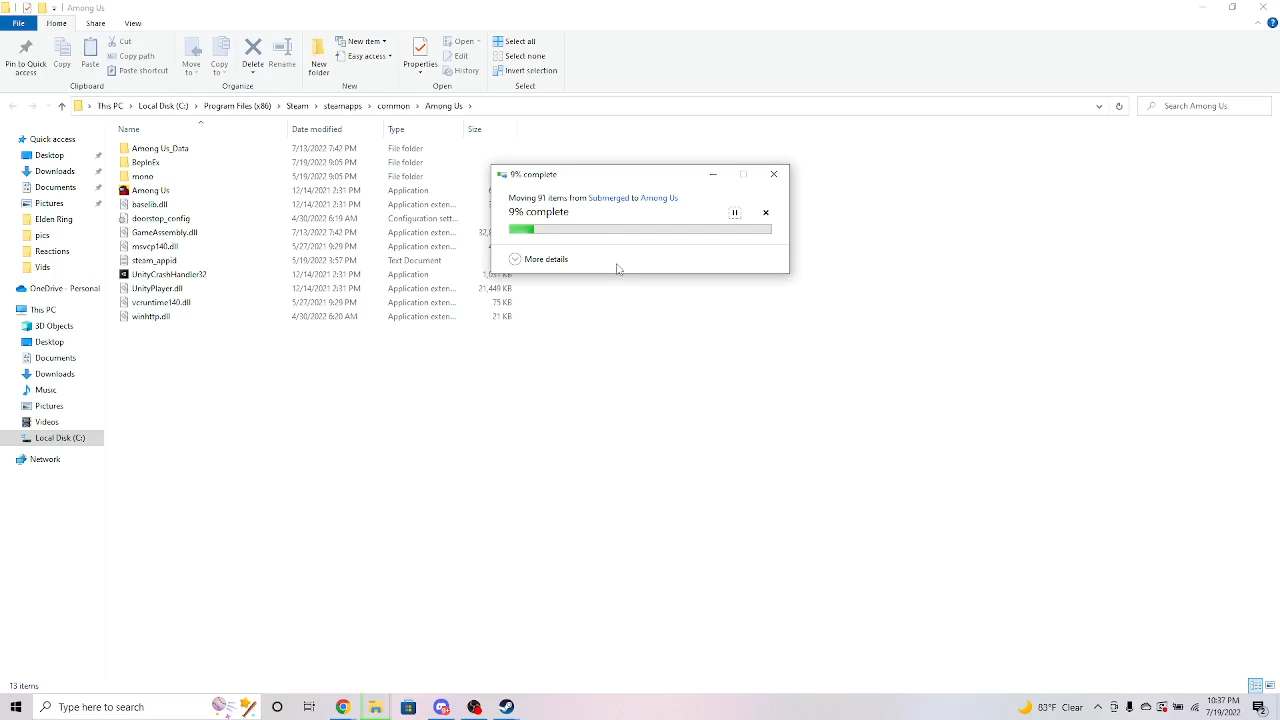 Among Us
File Home Share View
Pin to Quick access
Copy
Paste
Cut
Copy path
Paste shortcut
Clipboard
Move to
Copy to
Delete
Rename
Organize
New folder
New item
Easy access
New
Properties
Open
Edit
History
Open
Select all
Select none
Invert selection
Select
This PC > Local Disk (C:) > Program Files (x86) > Steam > steamapps > common > Among Us >
Search Among Us
Name Date modified Type Size
Among Us_Data 7/13/2022 7:42 PM File folder
BepInEx 7/19/2022 9:05 PM File folder
mono 5/19/2022 9:05 PM File folder
Among Us 12/14/2021 2:31 PM Application
baselib.dll 12/14/2021 2:31 PM Application exten...
doorstop_config 4/30/2022 6:19 AM Configuration sett...
GameAssembly.dll 7/13/2022 7:42 PM Application exten...
msvcp140.dll 5/27/2021 9:29 PM Application exten...
steam_appid 5/19/2022 3:57 PM Text Document
UnityCrashHandler32 12/14/2021 2:31 PM Application
UnityPlayer.dll 12/14/2021 2:31 PM Application exten... 21,449 KB
vcruntime140.dll 5/27/2021 9:29 PM Application exten... 75 KB
winhttp.dll 4/30/2022 6:20 AM Application exten... 21 KB
9% complete
Moving 91 items from Submerged to Among Us
9% complete
More details
Quick access
Desktop
Downloads
Documents
Pictures
Elden Ring
pics
Reactions
Vids
OneDrive - Personal
This PC
3D Objects
Desktop
Documents
Downloads
Music
Pictures
Videos
Local Disk (C:)
Network
13 items
Type here to search
83°F Clear
10:37 PM
7/19/2022